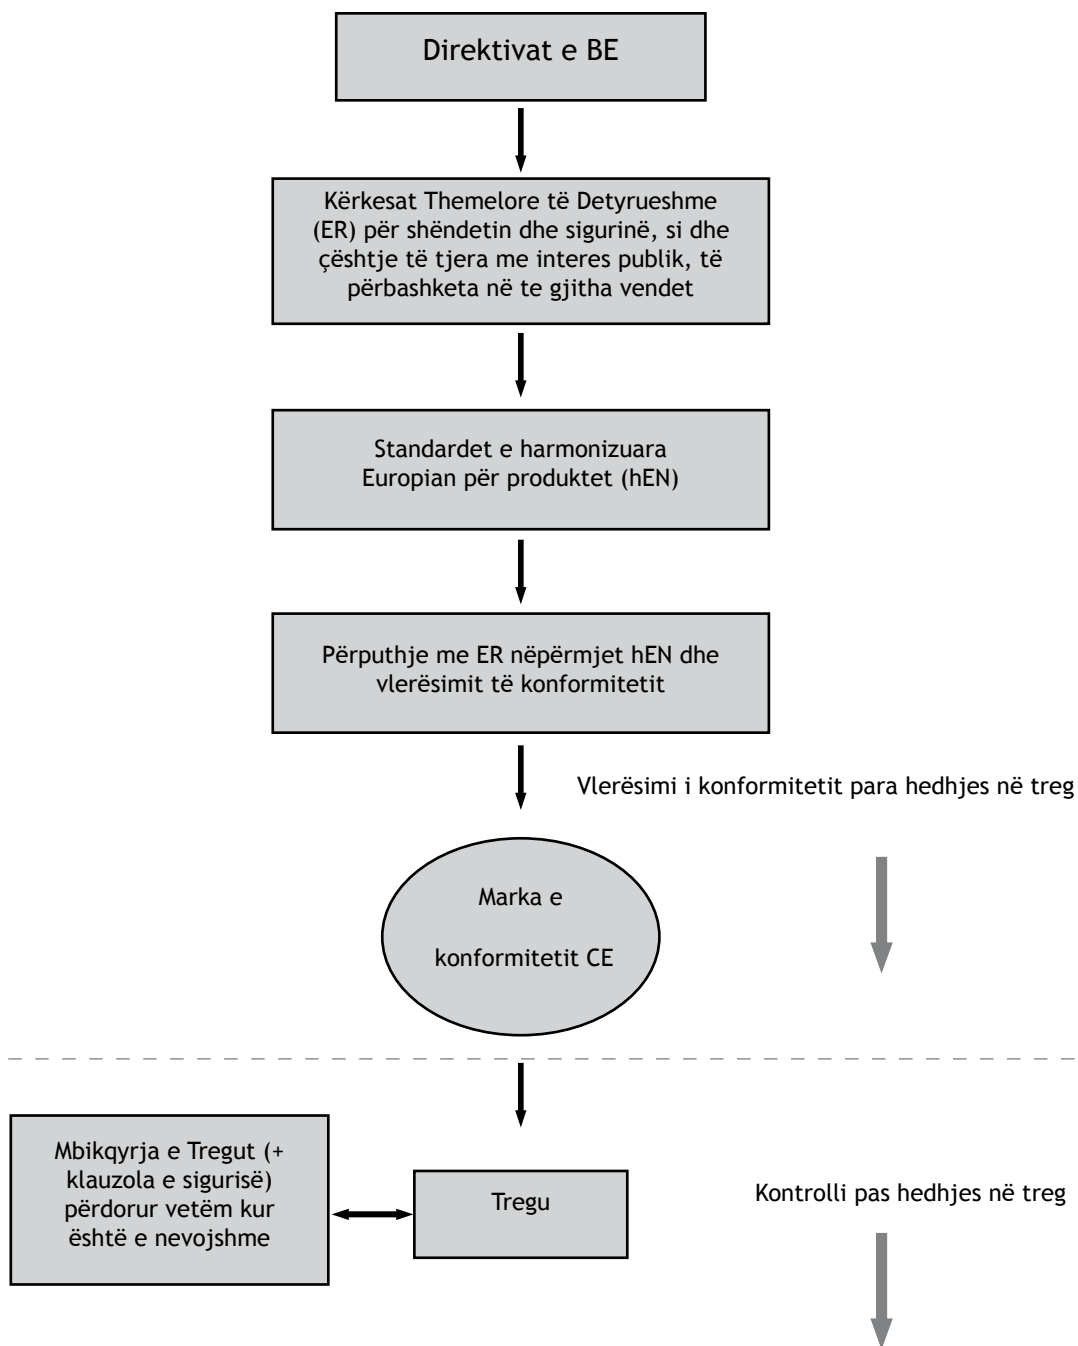 Direktivat e BE
Kërkesat Themelore të Detyrueshme
(ER) për shëndetin dhe sigurinë, si dhe
çështje të tjera me interes publik, të
përbashketa në te gjitha vendet
Standardet e harmonizuara
Europian për produktet (hEN)
Përputhje me ER nëpërmjet hEN dhe
vlerësimit të konformitetit
Vlerësimi i konformitetit para hedhjes në treg
Marka e
konformitetit CE
Mbikqyrja e Tregut (+
klauzola e sigurisë)
përdorur vetëm kur
është e nevojshme
Tregu
Kontrolli pas hedhjes në treg